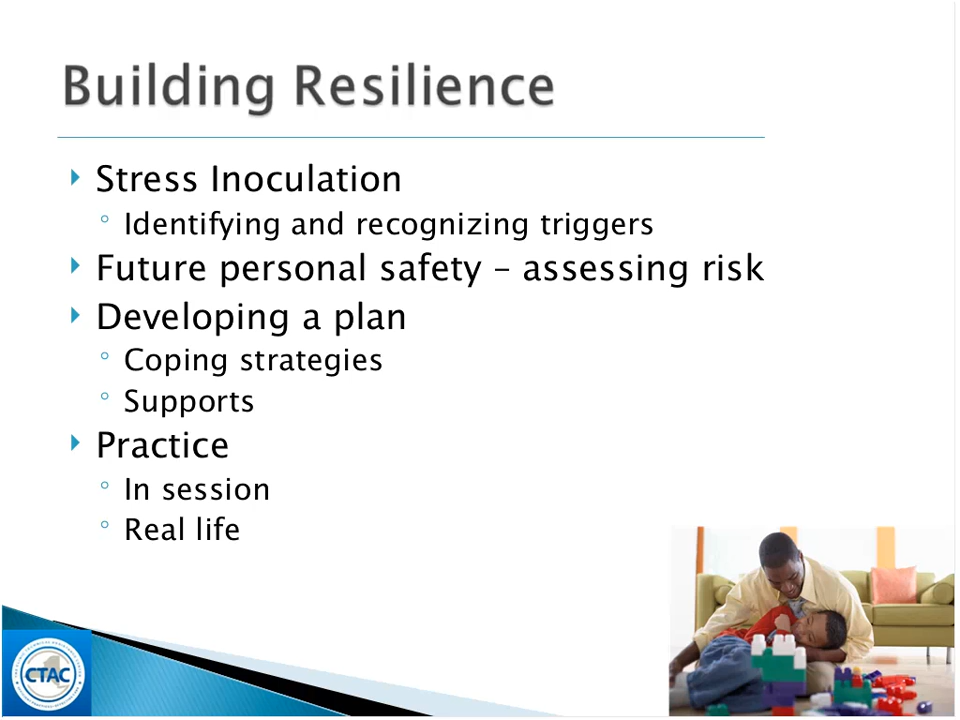 Building Resilience
Stress Inoculation
Identifying and recognizing triggers
Future personal safety – assessing risk
Developing a plan
Coping strategies
Supports
Practice
In session
Real life
CTAC